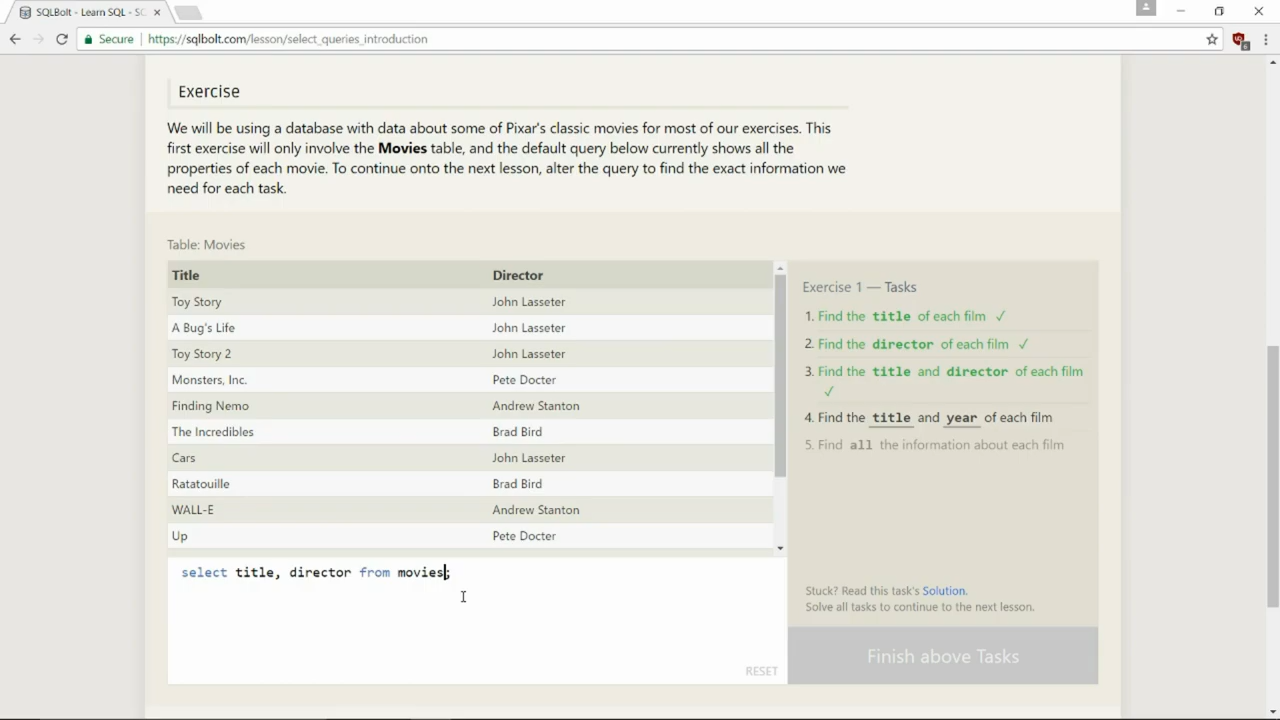 SQLBolt - Learn SQL - SC
Secure https://sqlbolt.com/lesson/select_queries_introduction
Exercise
We will be using a database with data about some of Pixar's classic movies for most of our exercises. This
first exercise will only involve the Movies table, and the default query below currently shows all the
properties of each movie. To continue onto the next lesson, alter the query to find the exact information we
need for each task.
Table: Movies
Title Director
Toy Story John Lasseter
A Bug's Life John Lasseter
Toy Story 2 John Lasseter
Monsters, Inc. Pete Docter
Finding Nemo Andrew Stanton
The Incredibles Brad Bird
Cars John Lasseter
Ratatouille Brad Bird
WALL-E Andrew Stanton
Up Pete Docter
select title, director from movies;
RESET
Exercise 1 — Tasks
1. Find the title of each film ✓
2. Find the director of each film ✓
3. Find the title and director of each film
✓
4. Find the title and year of each film
5. Find all the information about each film
Stuck? Read this task's Solution.
Solve all tasks to continue to the next lesson.
Finish above Tasks